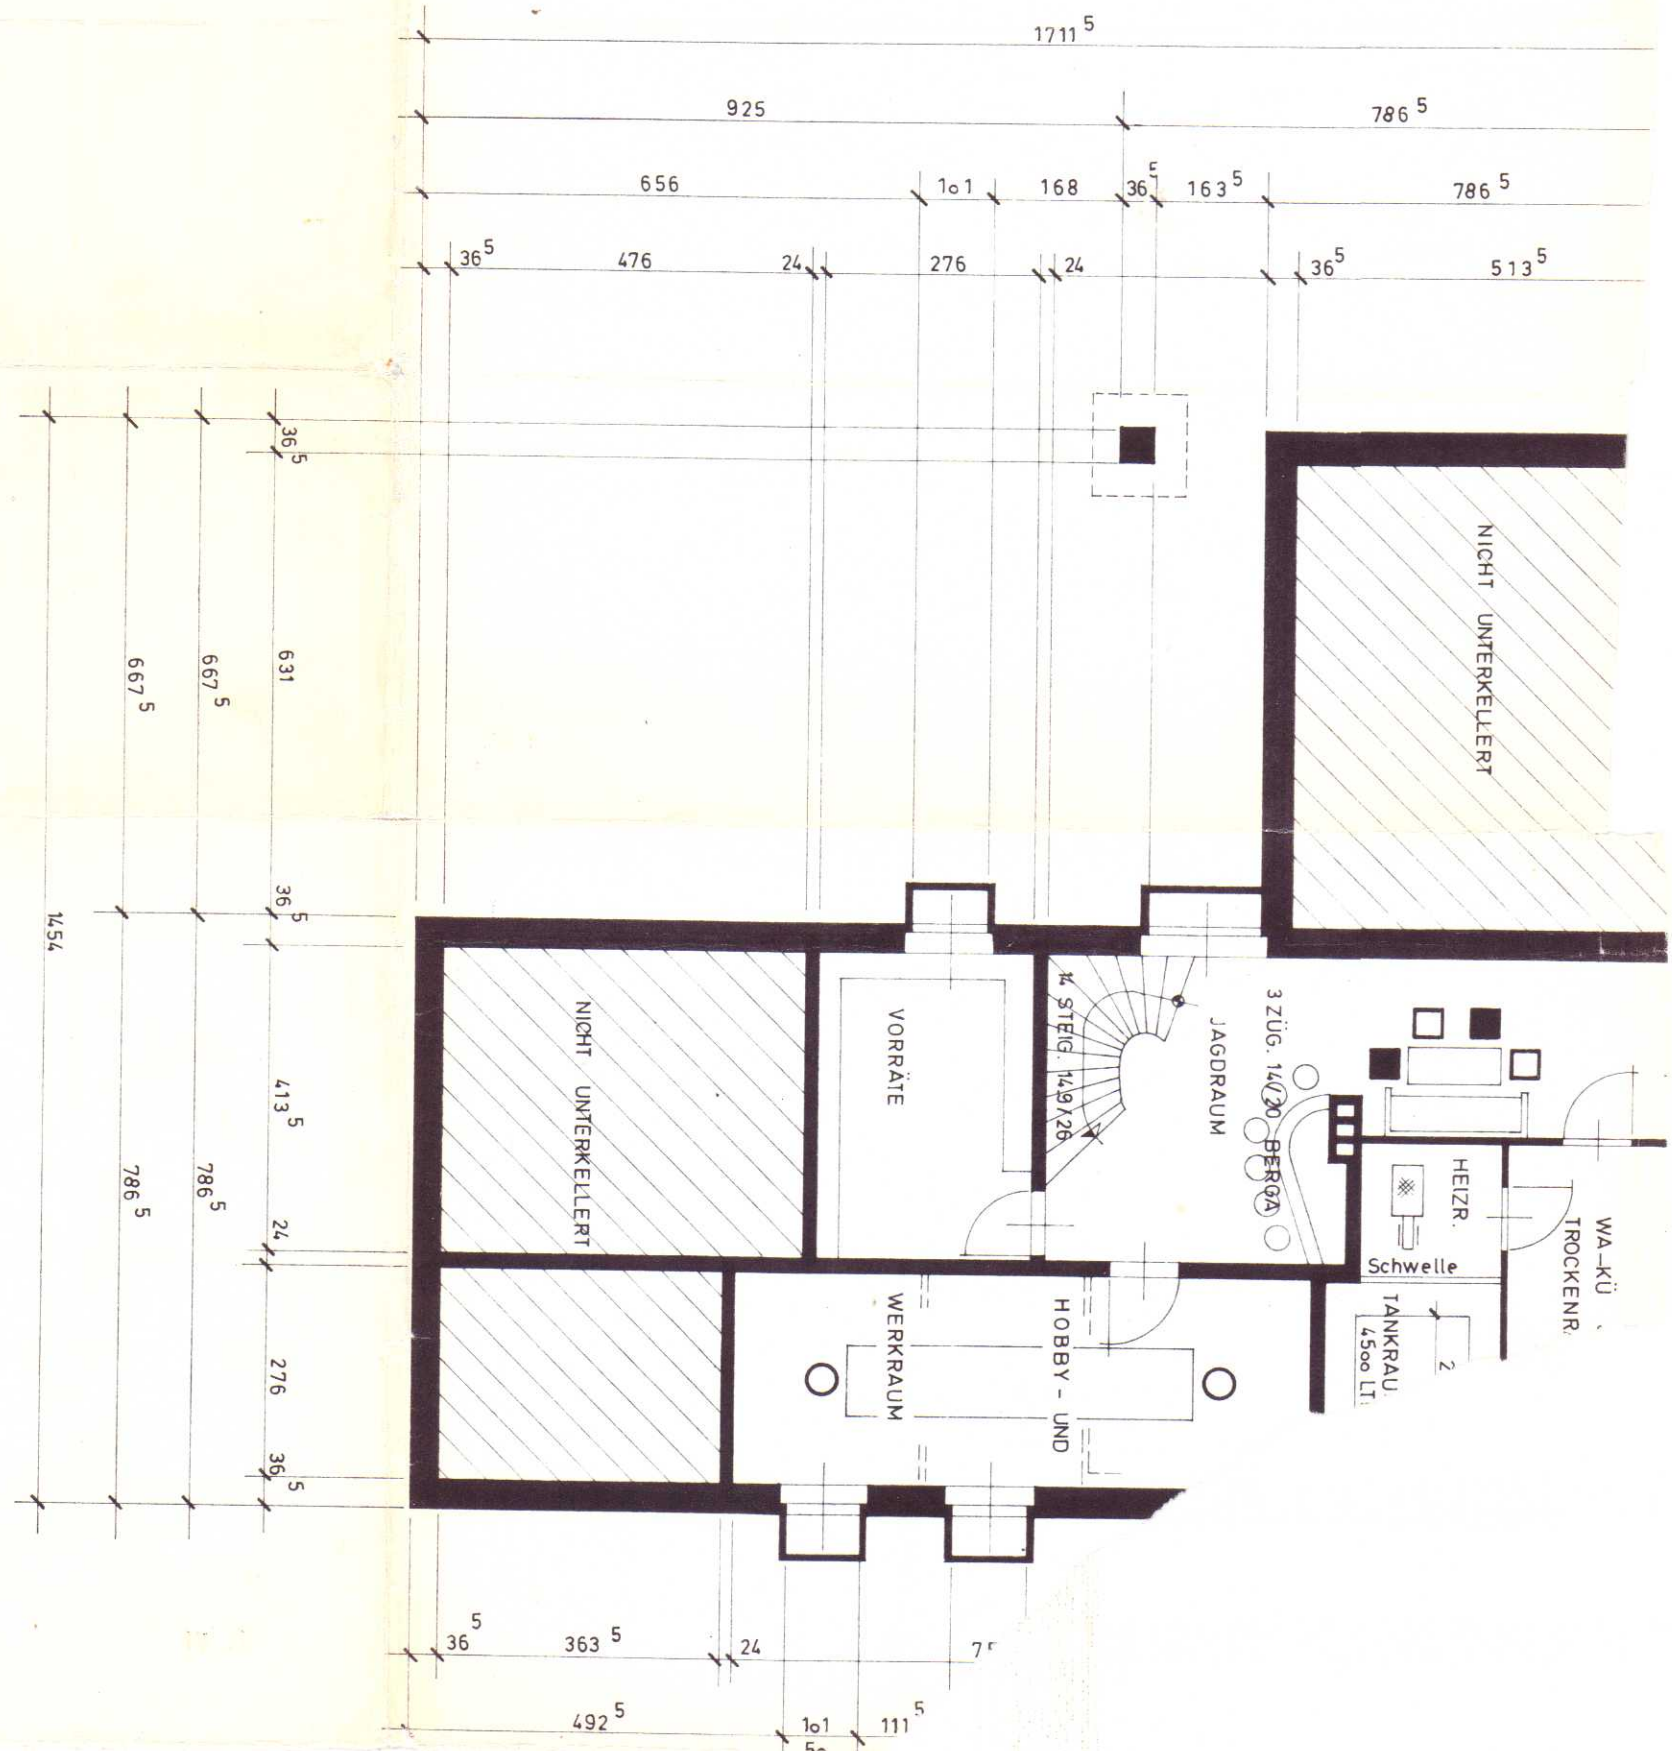 1711 5
925
786 5
656
1o1
168
36 5
163 5
786 5
36 5
476
24
276
24
36 5
513 5
36 5
631
36 5
413 5
24
276
36 5
667 5
786 5
667 5
786 5
1454
NICHT UNTERKELLERT
NICHT UNTERKELLERT
VORRÄTE
14 STEIG. 149/26
JAGDRAUM
3 ZÜG. 14/20 BERGA
HEIZR.
Schwelle
WA-KÜ
TROCKENR.
TANKRAU
4500 LT.
2
HOBBY - UND
WERKRAUM
36 5
363 5
24
492 5
1o1
111 5